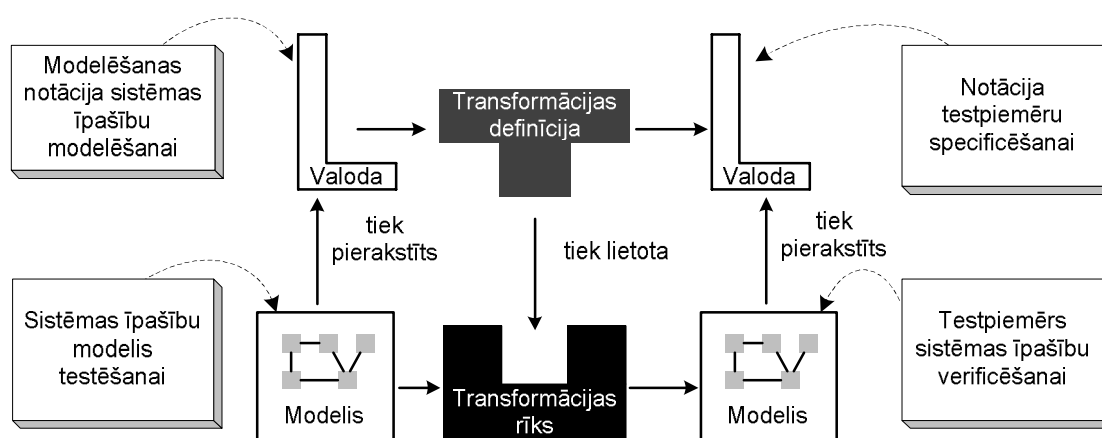 Modelēšanas
notācija sistēmas
īpašību
modelēšanai
Valoda
Transformācijas
definīcija
Valoda
Notācija
testpiemēru
specificēšanai
tiek
pierakstīts
tiek lietota
tiek
pierakstīts
Sistēmas īpašību
modelis
testēšanai
Modelis
Transformācijas
rīks
Modelis
Testpiemērs
sistēmas īpašību
verificēšanai